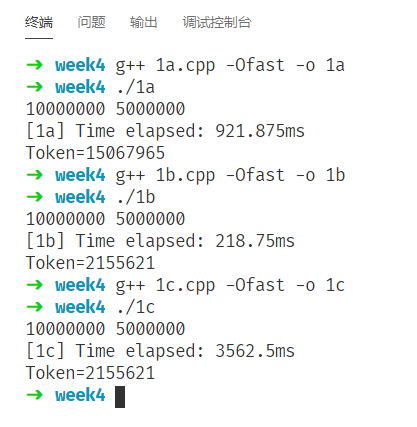 终端 问题 输出 调试控制台
➜ week4 g++ 1a.cpp -Ofast -o 1a
➜ week4 ./1a
10000000 5000000
[1a] Time elapsed: 921.875ms
Token=15067965
➜ week4 g++ 1b.cpp -Ofast -o 1b
➜ week4 ./1b
10000000 5000000
[1b] Time elapsed: 218.75ms
Token=2155621
➜ week4 g++ 1c.cpp -Ofast -o 1c
➜ week4 ./1c
10000000 5000000
[1c] Time elapsed: 3562.5ms
Token=2155621
➜ week4